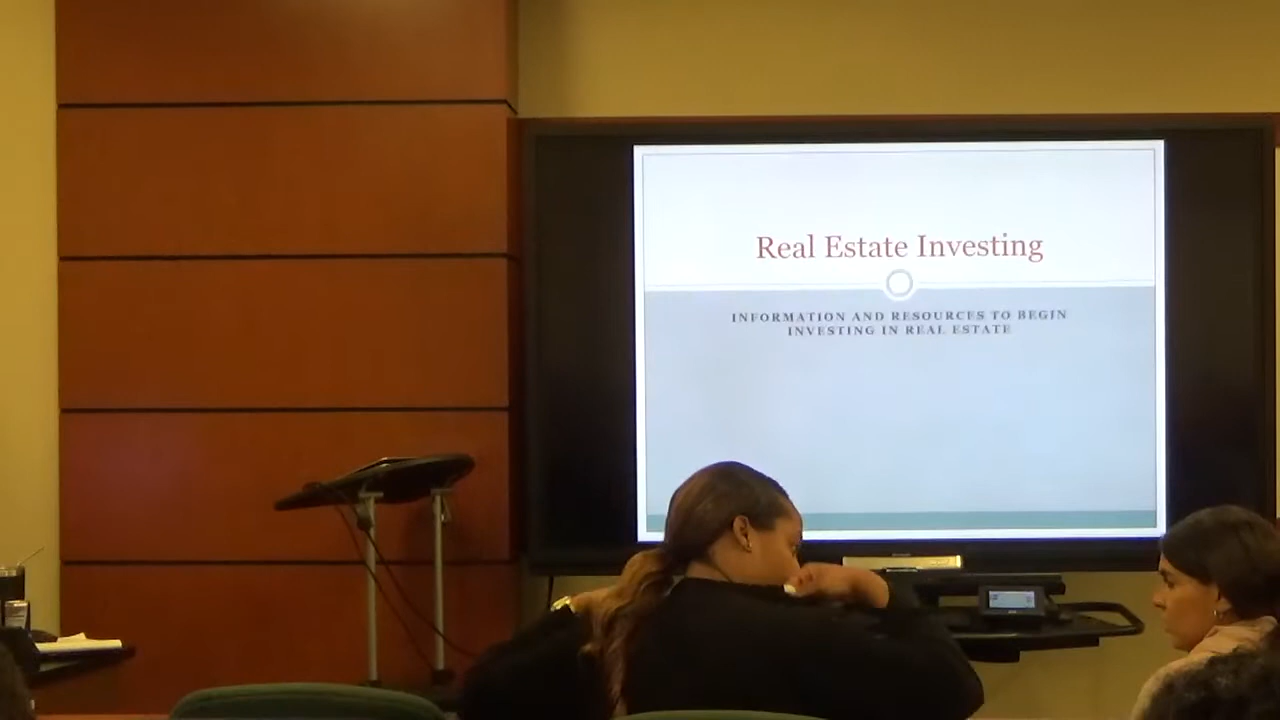 Real Estate Investing
INFORMATION AND RESOURCES TO BEGIN
INVESTING IN REAL ESTATE